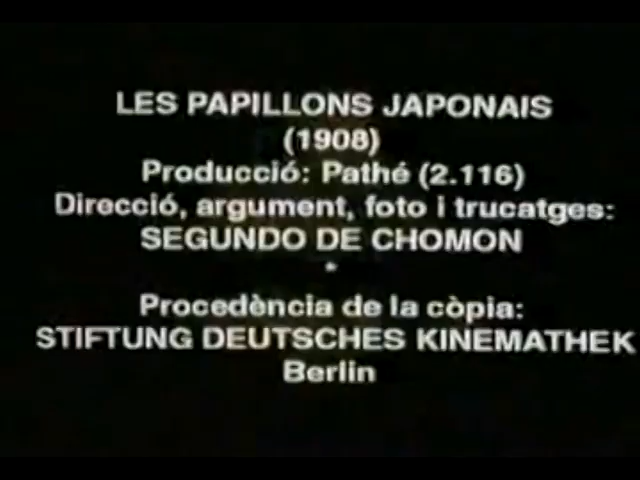 LES PAPILLONS JAPONAIS
(1908)
Producció: Pathé (2.116)
Direcció, argument, foto i trucatges:
SEGUNDO DE CHOMON
*
Procedència de la còpia:
STIFTUNG DEUTSCHES KINEMATHEK
Berlin